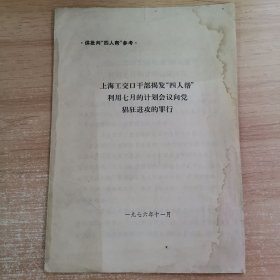 ·供批判“四人帮”参考·
上海工交口干部揭发“四人帮”
利用七月的计划会议向党
猖狂进攻的罪行
一九七六年十一月